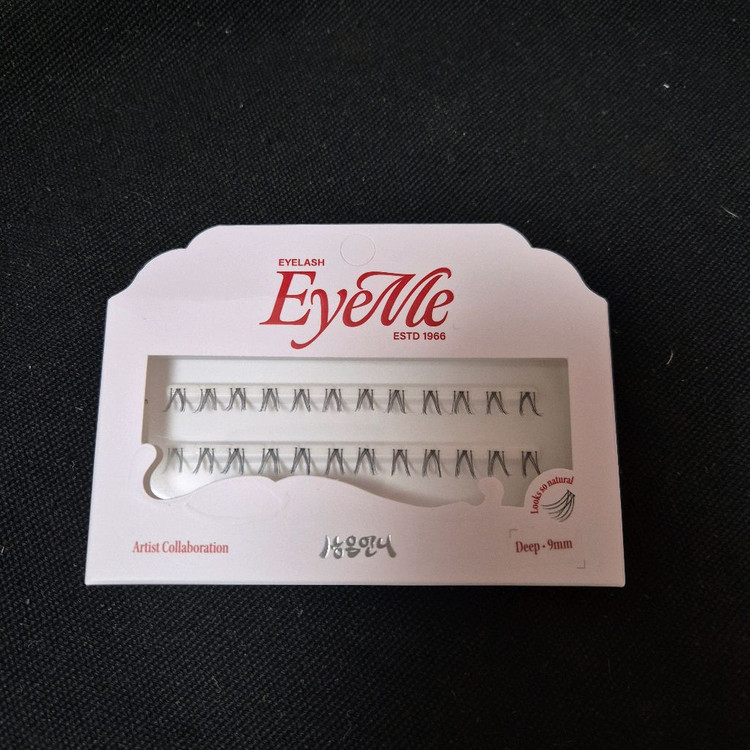 EYELASH
EyeMe
ESTD 1966
Looks so natural
Artist Collaboration
Deep • 9mm